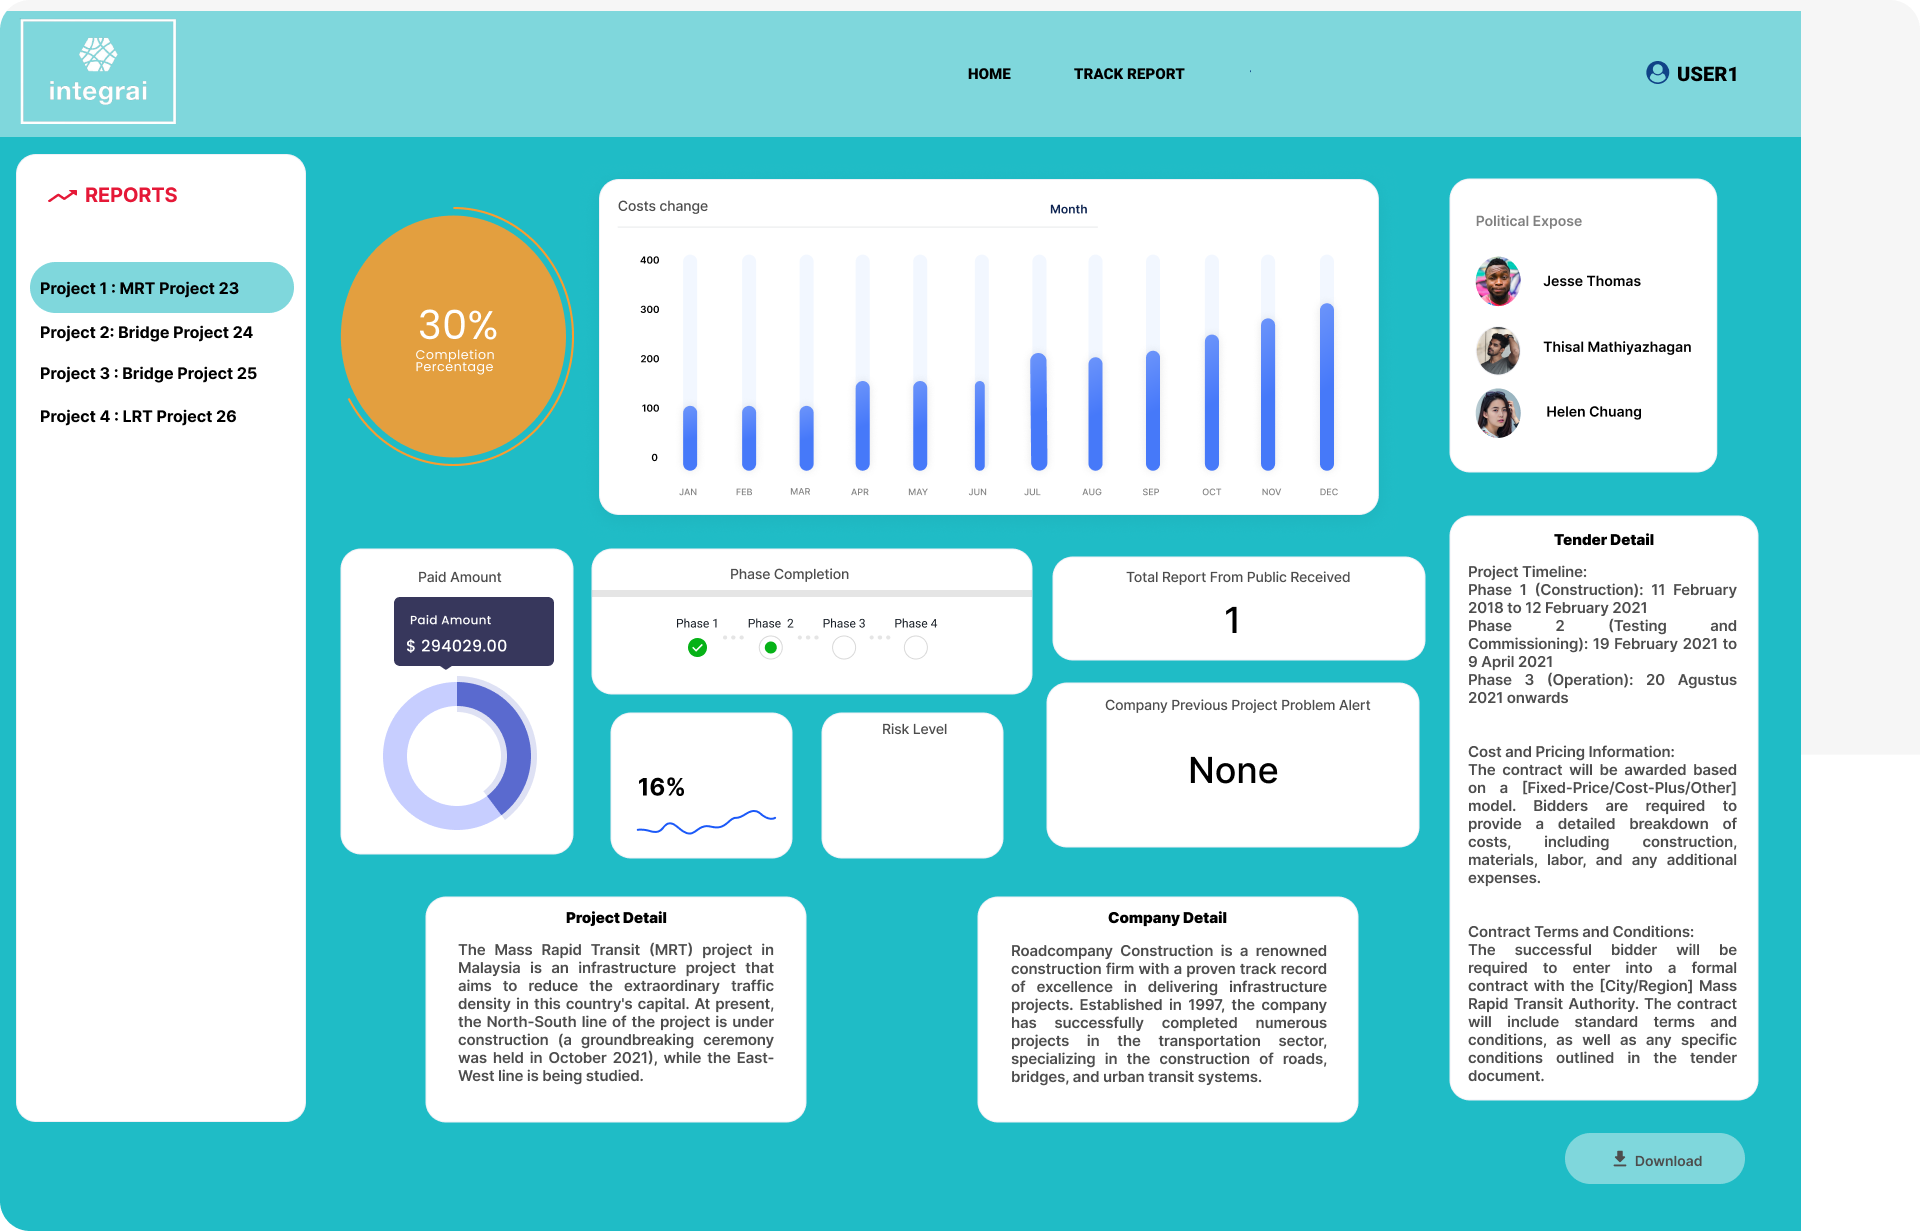 integrai
HOME
TRACK REPORT
USER1
REPORTS
Project 1 : MRT Project 23
Project 2: Bridge Project 24
Project 3 : Bridge Project 25
Project 4 : LRT Project 26
30%
Completion
Percentage
Costs change
Month
400
300
200
100
0
JAN FEB MAR APR MAY JUN JUL AUG SEP OCT NOV DEC
Political Expose
Jesse Thomas
Thisal Mathiyazhagan
Helen Chuang
Paid Amount
Paid Amount
$ 294029.00
Phase Completion
Phase 1 Phase 2 Phase 3 Phase 4
Total Report From Public Received
1
16%
Risk Level
Company Previous Project Problem Alert
None
Tender Detail
Project Timeline:
Phase 1 (Construction): 11 February
2018 to 12 February 2021
Phase 2 (Testing and
Commissioning): 19 February 2021 to
9 April 2021
Phase 3 (Operation): 20 Agustus
2021 onwards
Cost and Pricing Information:
The contract will be awarded based
on a [Fixed-Price/Cost-Plus/Other]
model. Bidders are required to
provide a detailed breakdown of
costs, including construction,
materials, labor, and any additional
expenses.
Contract Terms and Conditions:
The successful bidder will be
required to enter into a formal
contract with the [City/Region] Mass
Rapid Transit Authority. The contract
will include standard terms and
conditions, as well as any specific
conditions outlined in the tender
document.
Project Detail
The Mass Rapid Transit (MRT) project in
Malaysia is an infrastructure project that
aims to reduce the extraordinary traffic
density in this country's capital. At present,
the North-South line of the project is under
construction (a groundbreaking ceremony
was held in October 2021), while the East-
West line is being studied.
Company Detail
Roadcompany Construction is a renowned
construction firm with a proven track record
of excellence in delivering infrastructure
projects. Established in 1997, the company
has successfully completed numerous
projects in the transportation sector,
specializing in the construction of roads,
bridges, and urban transit systems.
Download